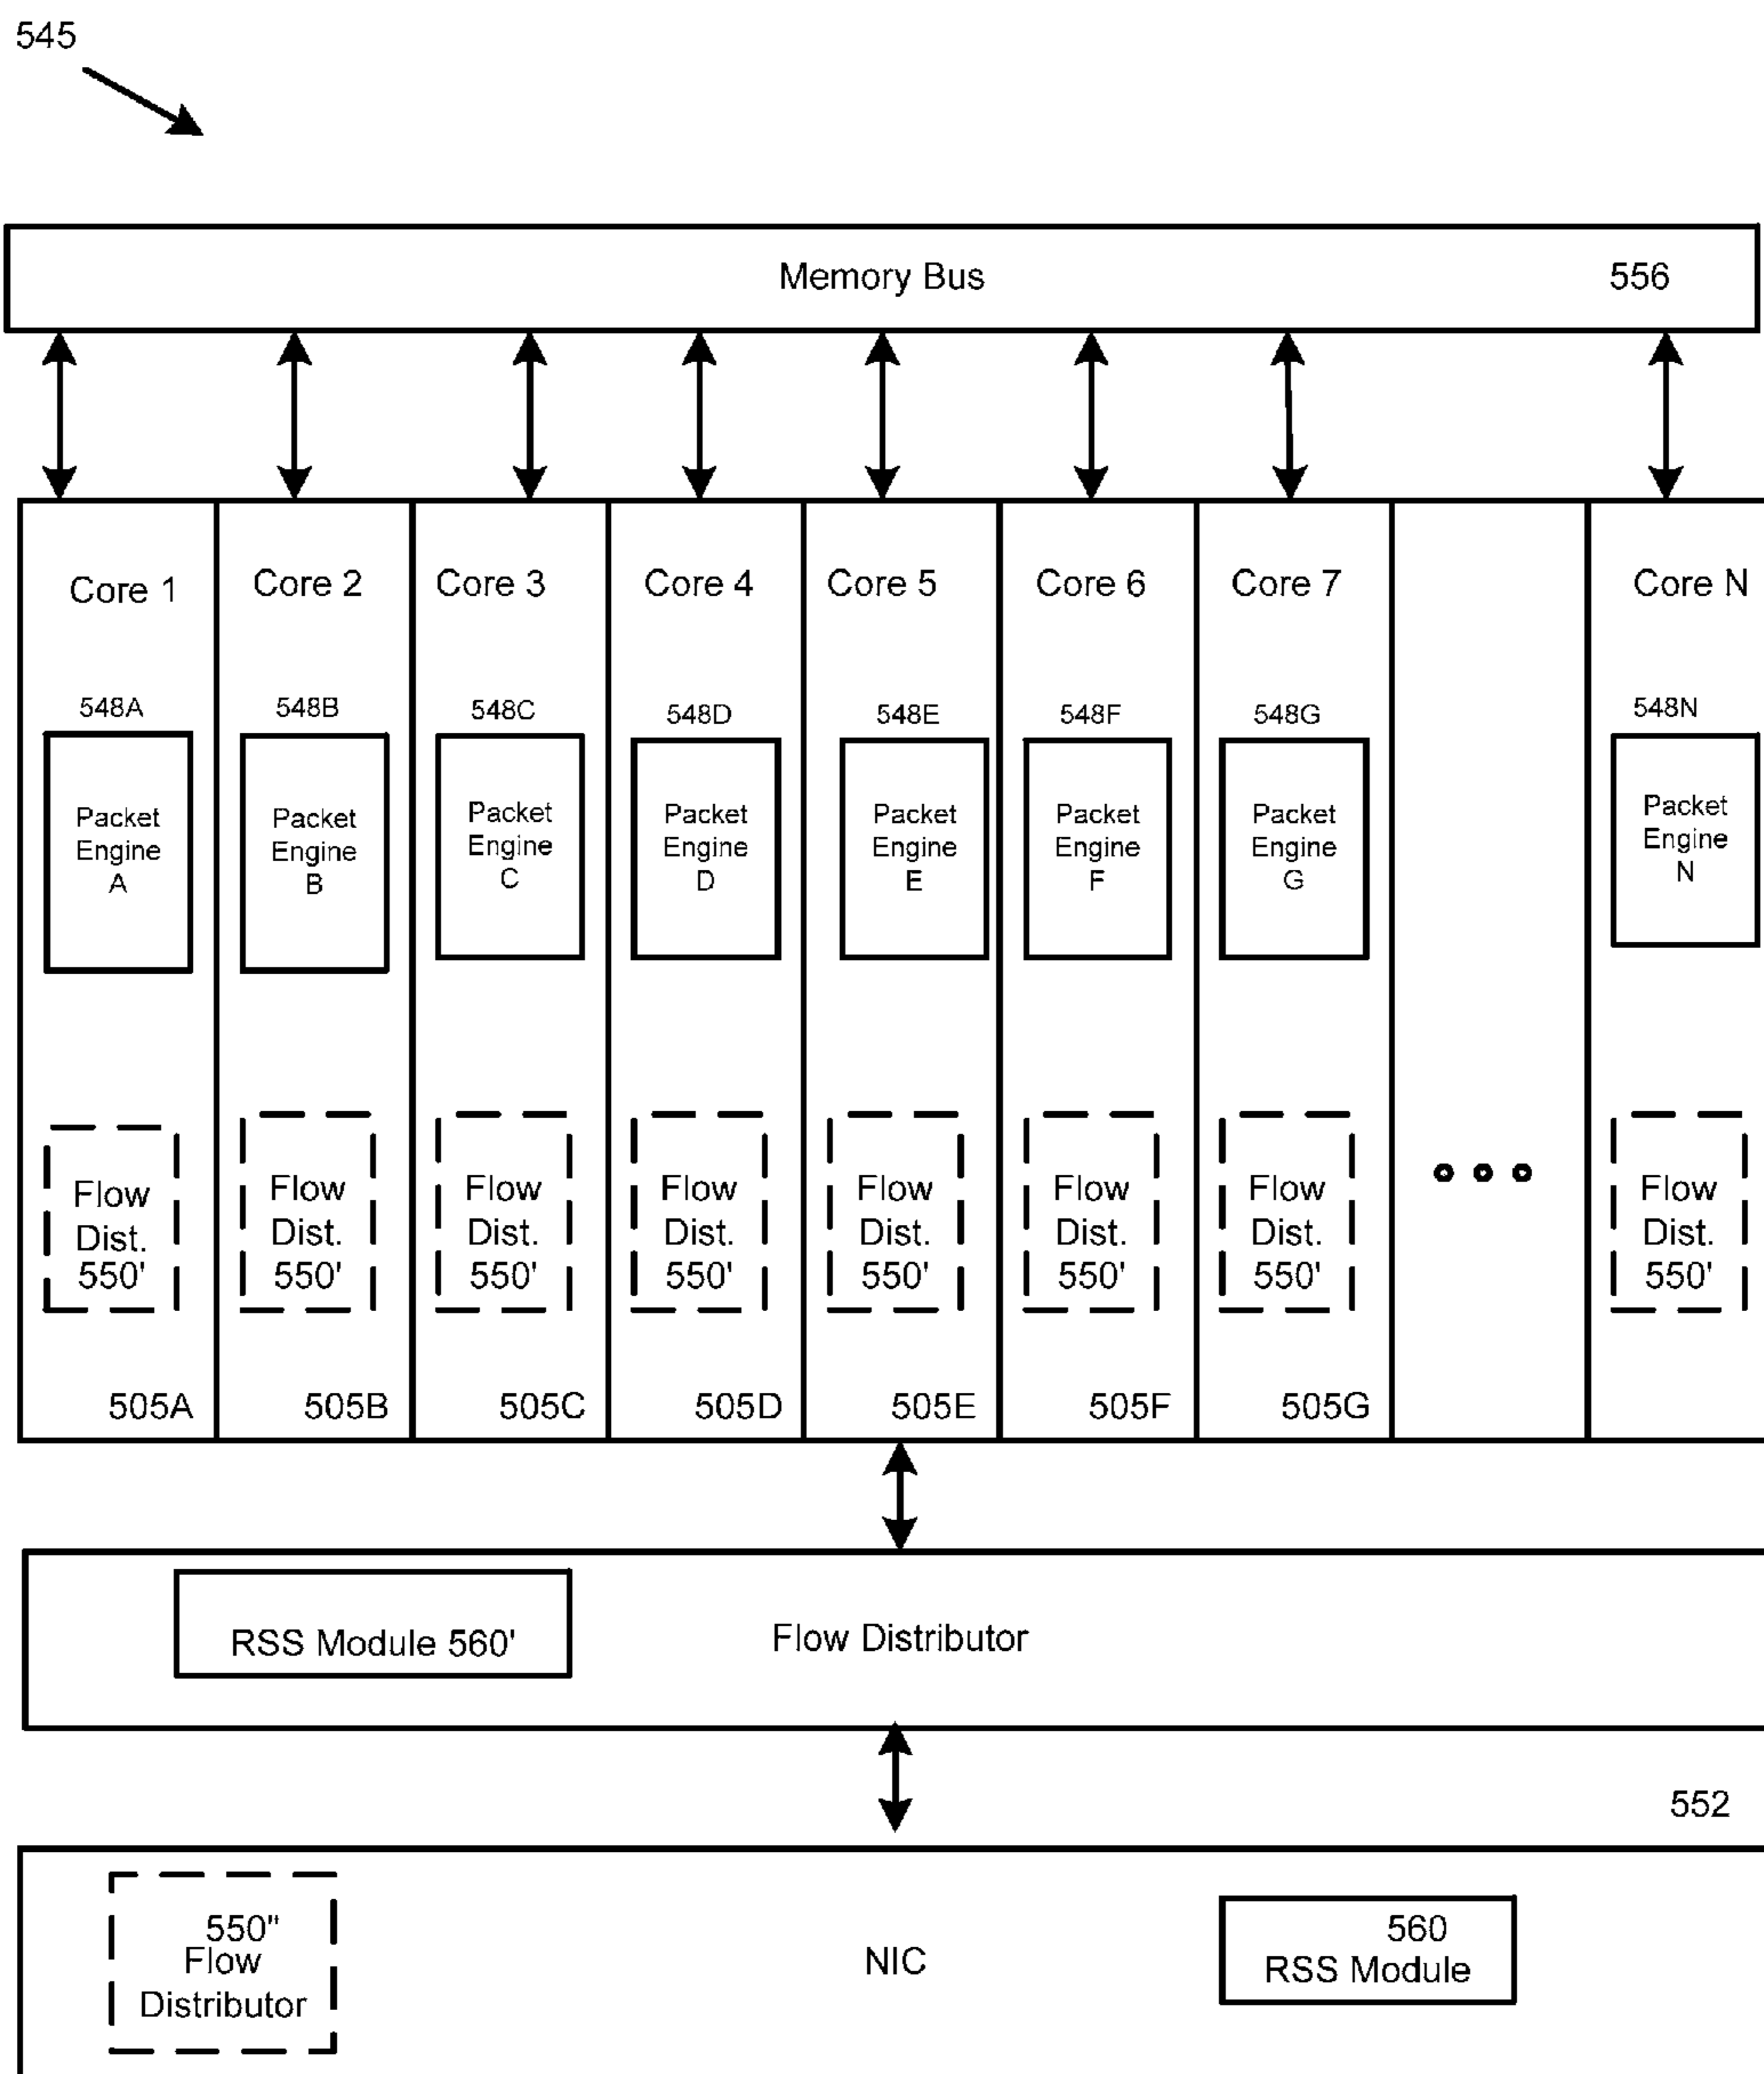 545
Memory Bus 556
Core 1 Core 2 Core 3 Core 4 Core 5 Core 6 Core 7 Core N
548A 548B 548C 548D 548E 548F 548G 548N
Packet
Engine
A
Packet
Engine
B
Packet
Engine
C
Packet
Engine
D
Packet
Engine
E
Packet
Engine
F
Packet
Engine
G
Packet
Engine
N
Flow
Dist.
550'
Flow
Dist.
550'
Flow
Dist.
550'
Flow
Dist.
550'
Flow
Dist.
550'
Flow
Dist.
550'
Flow
Dist.
550'
Flow
Dist.
550'
505A 505B 505C 505D 505E 505F 505G
RSS Module 560' Flow Distributor
552
550"
Flow
Distributor
NIC
560
RSS Module